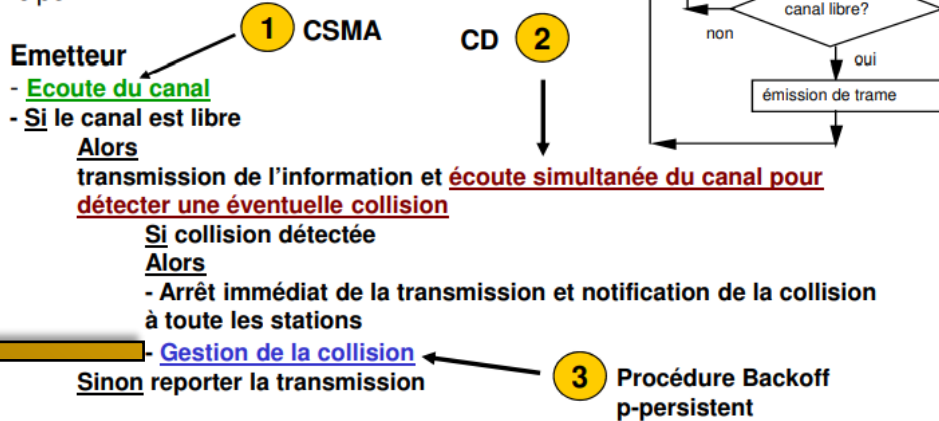 1 CSMA
CD 2
canal libre?
non
oui
émission de trame
Emetteur
- Ecoute du canal
- Si le canal est libre
Alors
transmission de l'information et écoute simultanée du canal pour
détecter une éventuelle collision
Si collision détectée
Alors
- Arrêt immédiat de la transmission et notification de la collision
à toute les stations
- Gestion de la collision
Sinon reporter la transmission
3 Procédure Backoff
p-persistent